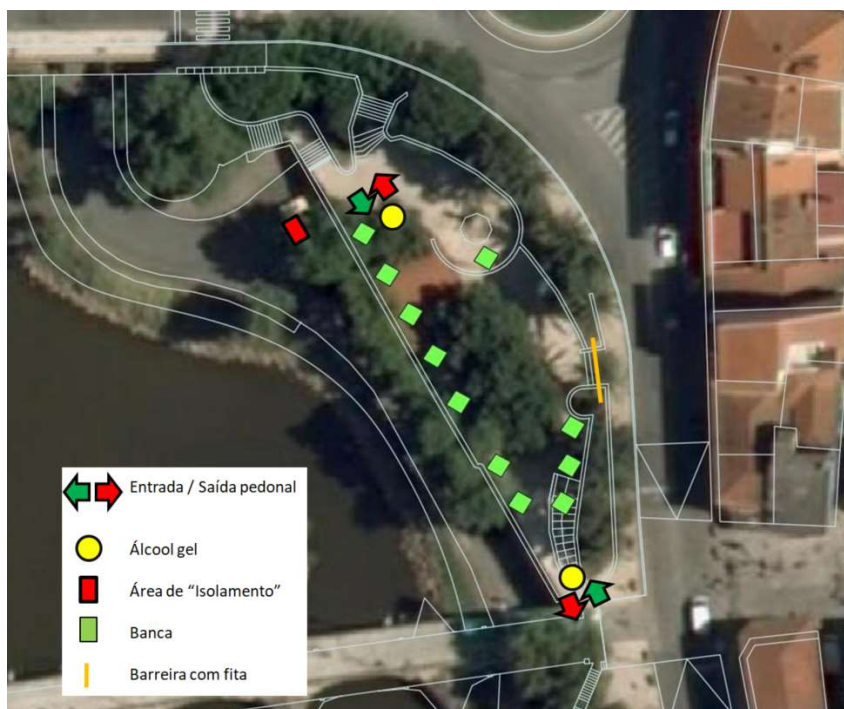 Entrada / Saída pedonal
Álcool gel
Área de “Isolamento”
Banca
Barreira com fita